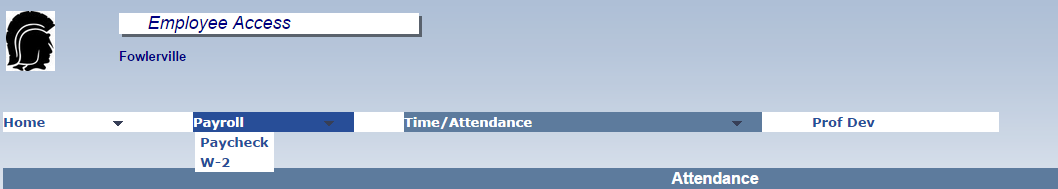 Employee Access
Fowlerville
Home Payroll Time/Attendance Prof Dev
Paycheck
W-2
Attendance